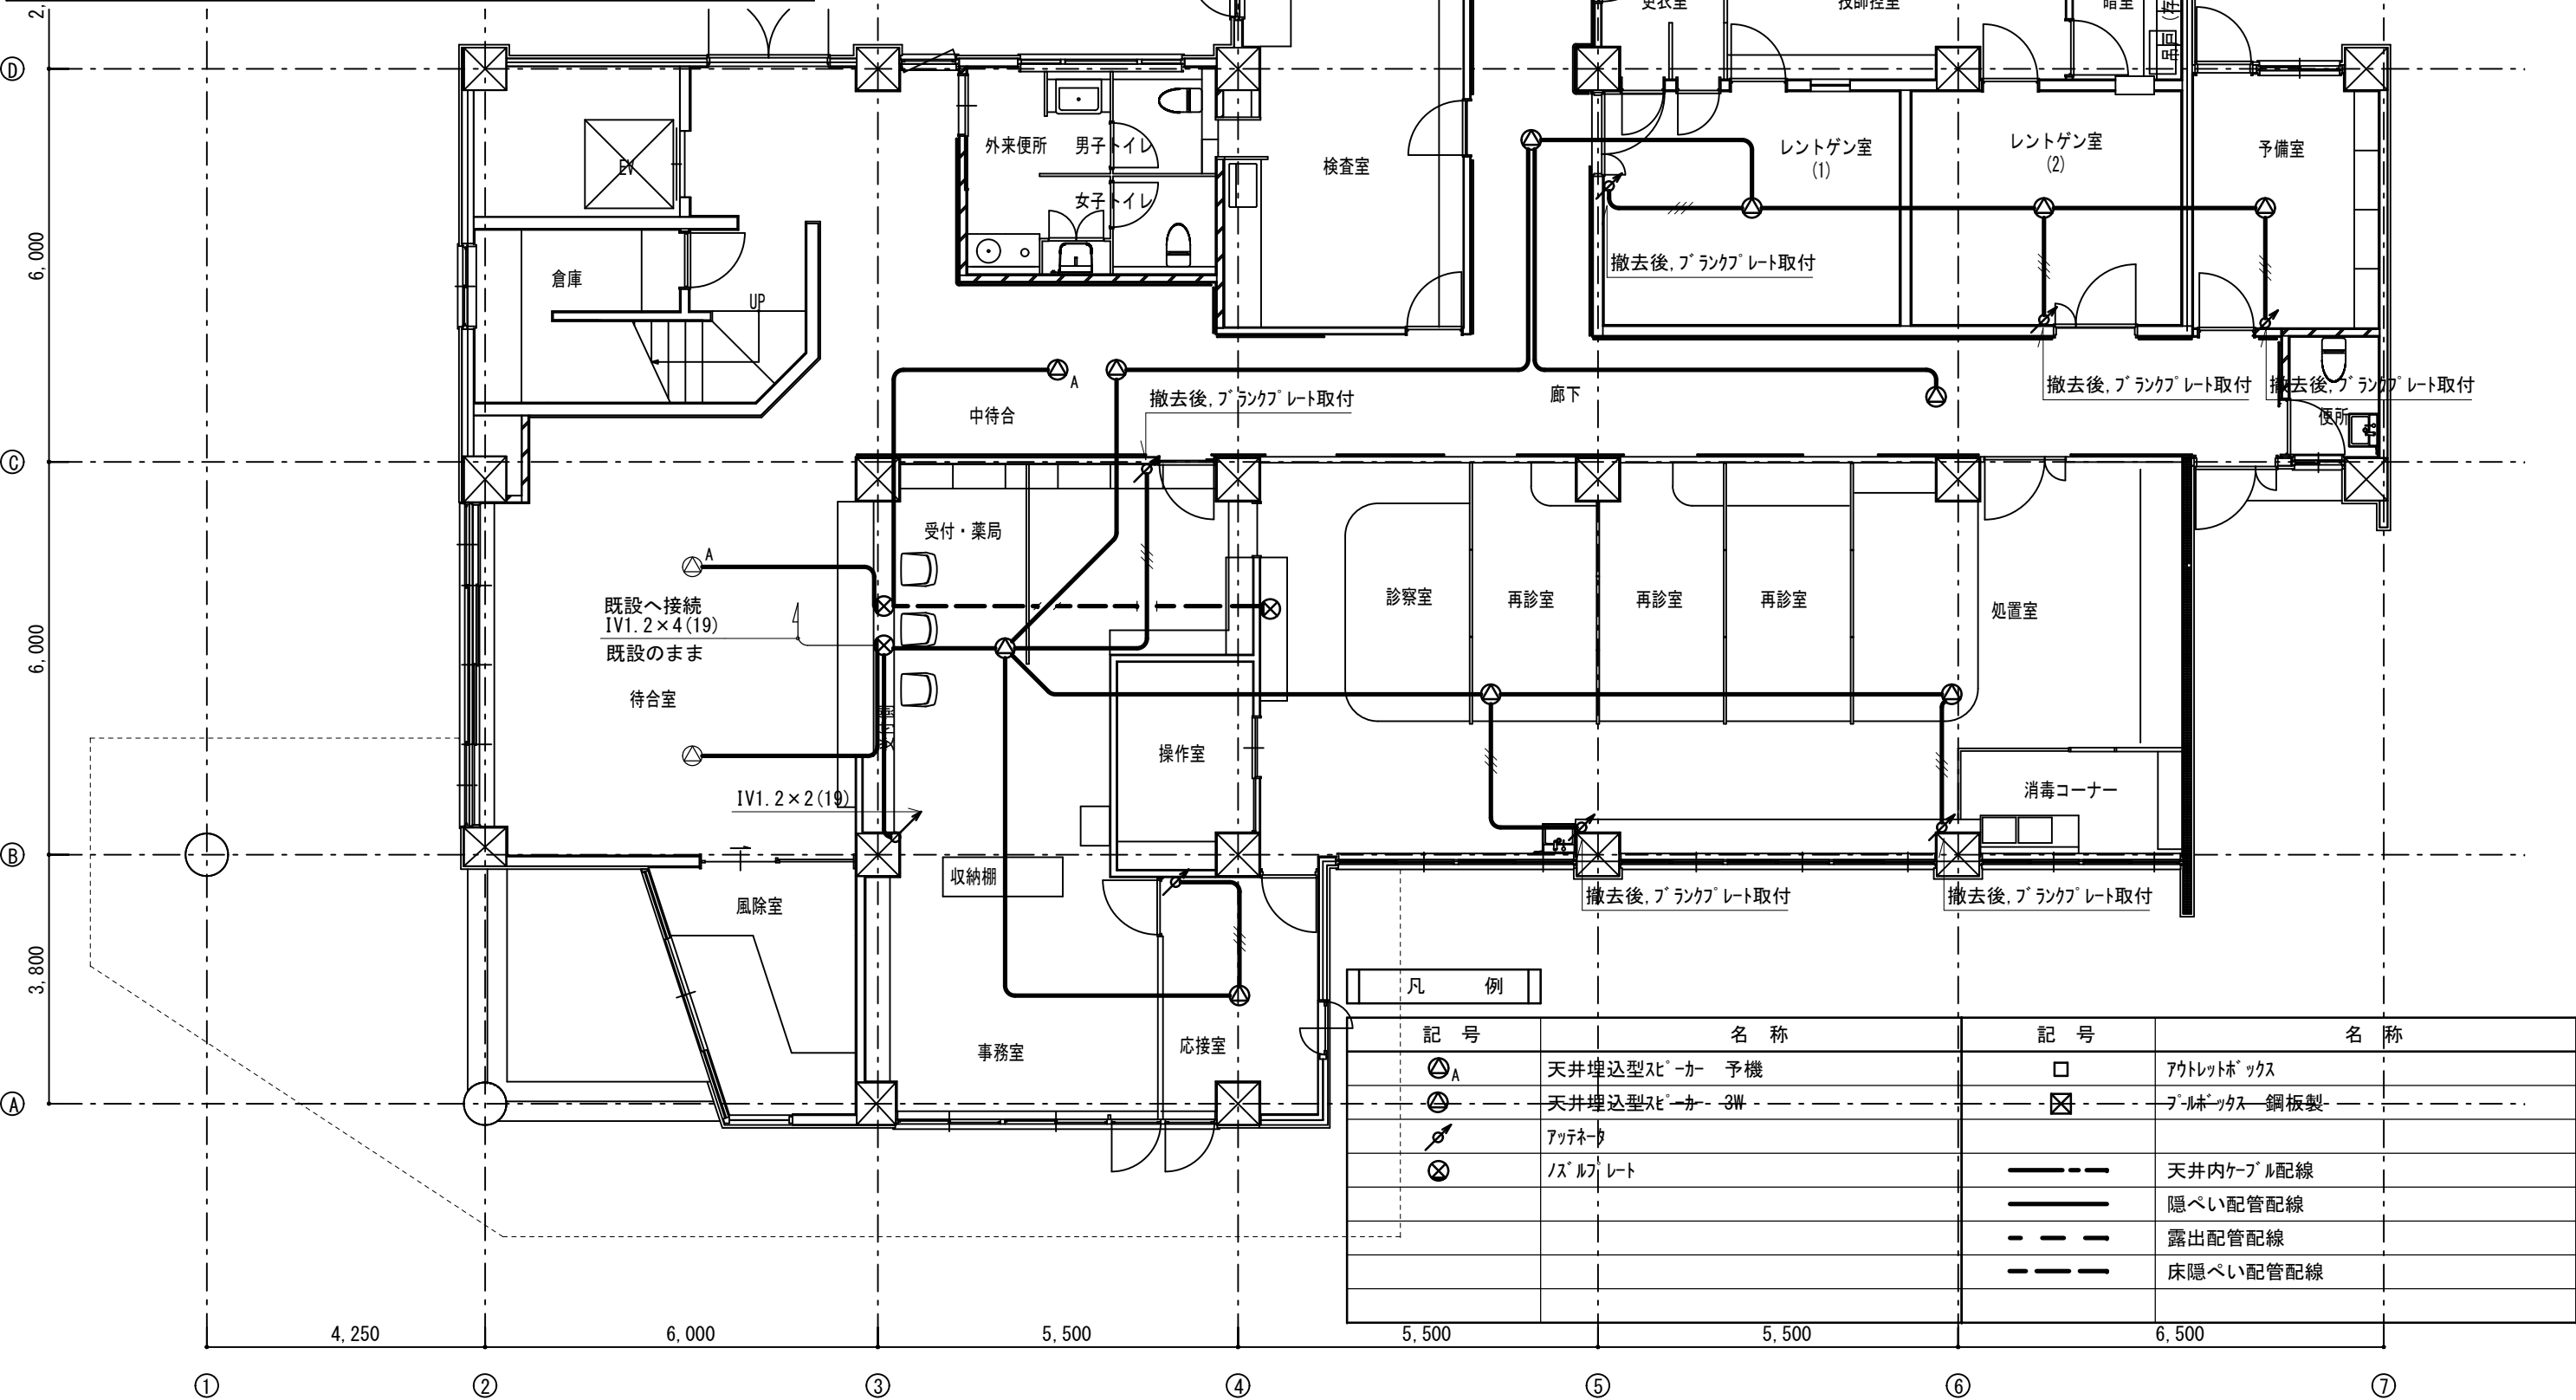 更衣室
技師控室
暗室
D
EV
外来便所
男子トイレ
女子トイレ
検査室
レントゲン室
(1)
レントゲン室
(2)
予備室
6,000
倉庫
UP
撤去後,ブランクプレート取付
A
中待合
撤去後,ブランクプレート取付
廊下
撤去後,ブランクプレート取付
撤去後,ブランクプレート取付
便所
C
受付・薬局
A
既設へ接続
IV1.2×4(19)
既設のまま
6,000
待合室
診察室
再診室
再診室
再診室
処置室
操作室
IV1.2×2(19)
消毒コーナー
B
収納棚
風除室
撤去後,ブランクプレート取付
撤去後,ブランクプレート取付
3,800
事務室
応接室
A
凡 例
記 号 名 称 記 号 名 称
A 天井埋込型スピーカー 予機 アウトレットボックス
天井埋込型スピーカー 3W プールボックス 鋼板製
アッテネータ
ノズルプレート 天井内ケーブル配線
隠ぺい配管配線
露出配管配線
床隠ぺい配管配線
4,250 6,000 5,500 5,500 5,500 6,500
1 2 3 4 5 6 7